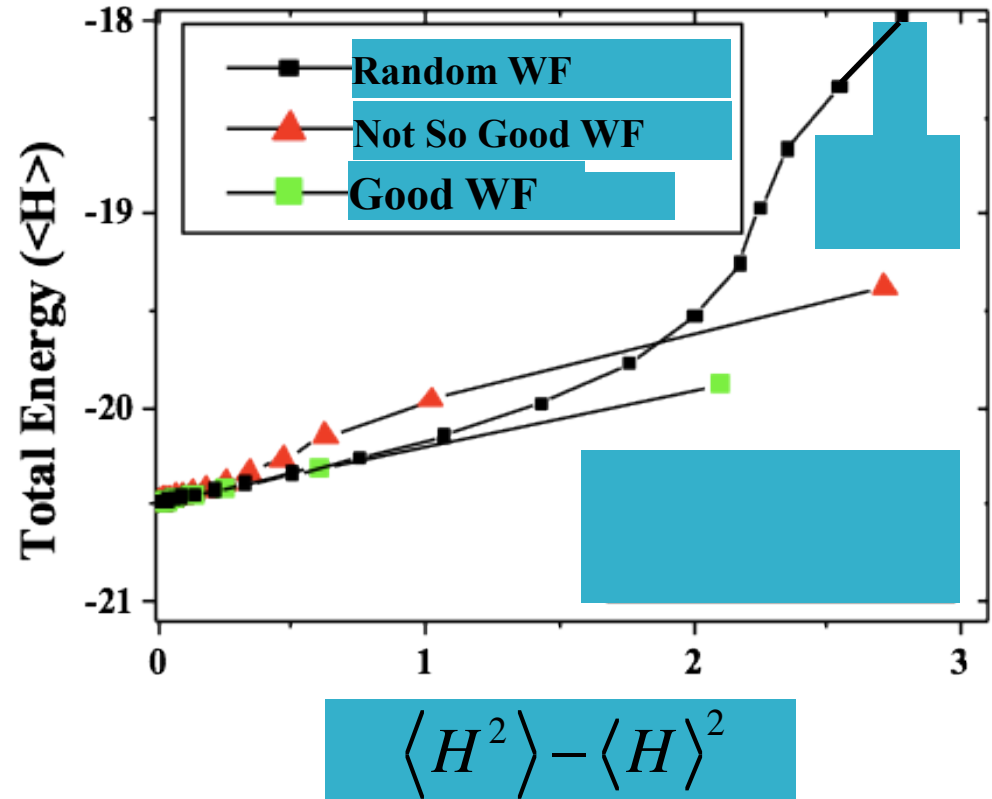 Total Energy (<H>)
-18
-19
-20
-21
Random WF
Not So Good WF
Good WF
0
1
2
3
⟨H²⟩−⟨H⟩²